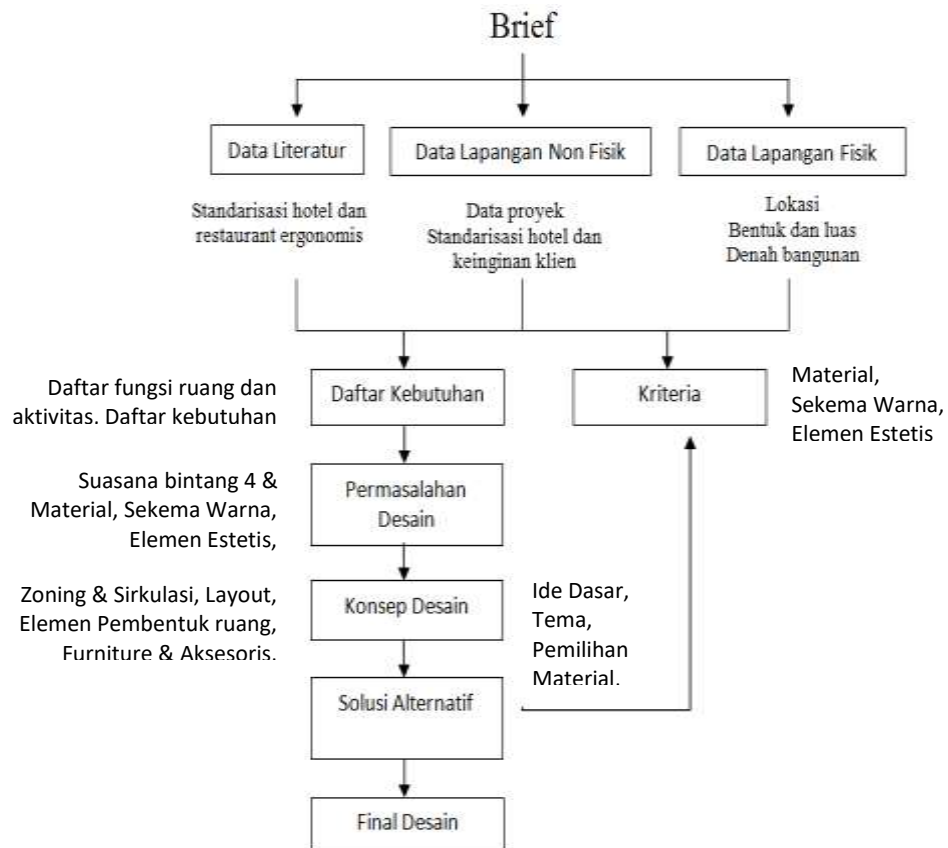 Brief
Data Literatur
Data Lapangan Non Fisik
Data Lapangan Fisik
Standarisasi hotel dan
restaurant ergonomis
Data proyek
Standarisasi hotel dan
keinginan klien
Lokasi
Bentuk dan luas
Denah bangunan
Daftar fungsi ruang dan
aktivitas. Daftar kebutuhan
Daftar Kebutuhan
Kriteria
Material,
Sekema Warna,
Elemen Estetis
Suasana bintang 4 &
Material, Sekema Warna,
Elemen Estetis,
Permasalahan
Desain
Zoning & Sirkulasi, Layout,
Elemen Pembentuk ruang,
Furniture & Aksesoris.
Konsep Desain
Ide Dasar,
Tema,
Pemilihan
Material.
Solusi Alternatif
Final Desain